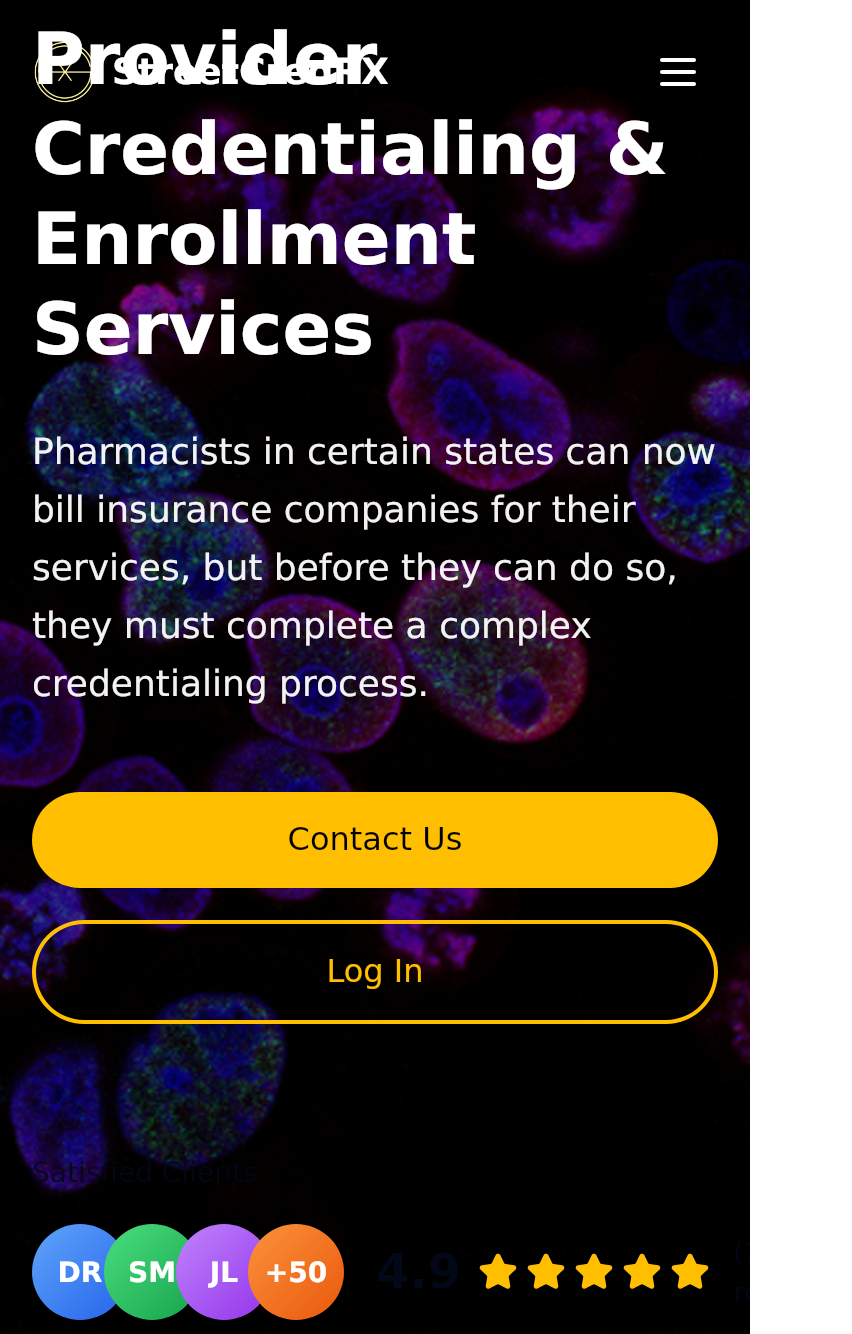 Provider
StreetCredRX
Credentialing &
Enrollment
Services
Pharmacists in certain states can now
bill insurance companies for their
services, but before they can do so,
they must complete a complex
credentialing process.
Contact Us
Log In
Satisfied Clients
DR SM JL +50 4.9